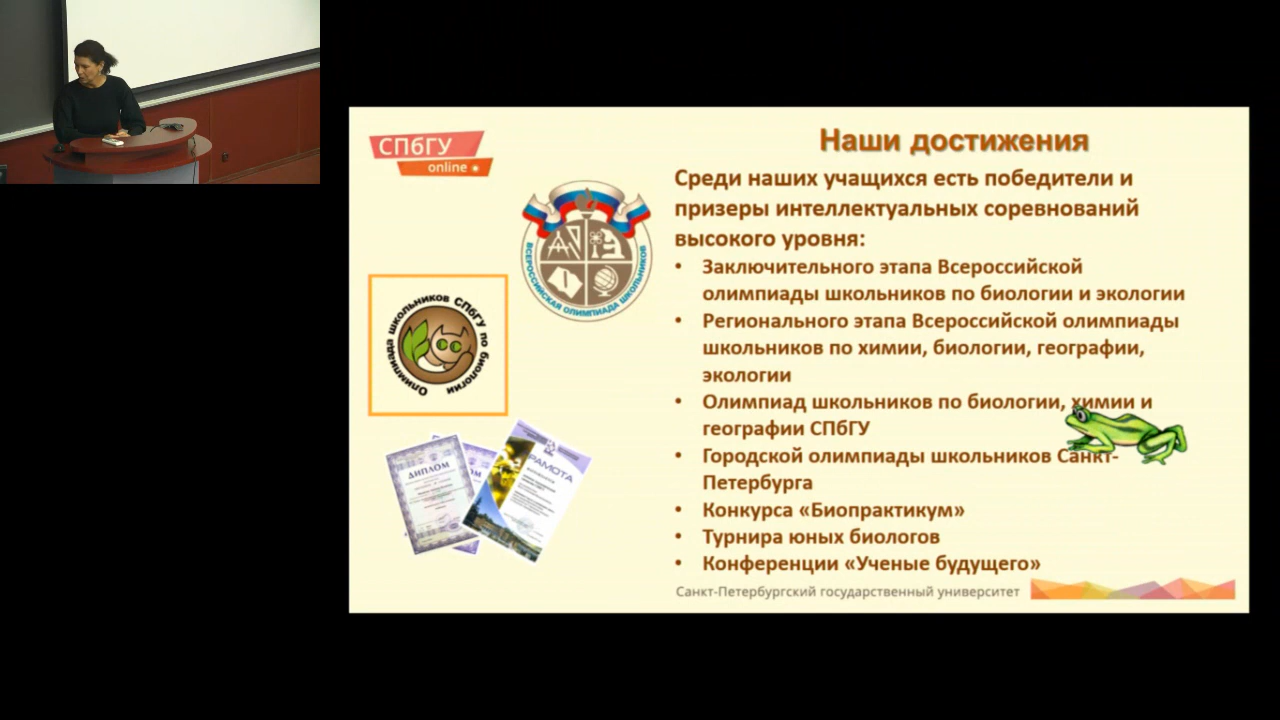 СПбГУ
online
Наши достижения
Среди наших учащихся есть победители и
призеры интеллектуальных соревнований
высокого уровня:
• Заключительного этапа Всероссийской
олимпиады школьников по биологии и экологии
• Регионального этапа Всероссийской олимпиады
школьников по химии, биологии, географии,
экологии
• Олимпиад школьников по биологии, химии и
географии СПбГУ
• Городской олимпиады школьников Санкт-
Петербурга
• Конкурса «Биопрактикум»
• Турнира юных биологов
• Конференции «Ученые будущего»
ВСЕРОССИЙСКАЯ ОЛИМПИАДА ШКОЛЬНИКОВ
Олимпиада школьников СПбГУ по биологии
ДИПЛОМ
ГРАМОТА
Санкт-Петербургский государственный университет